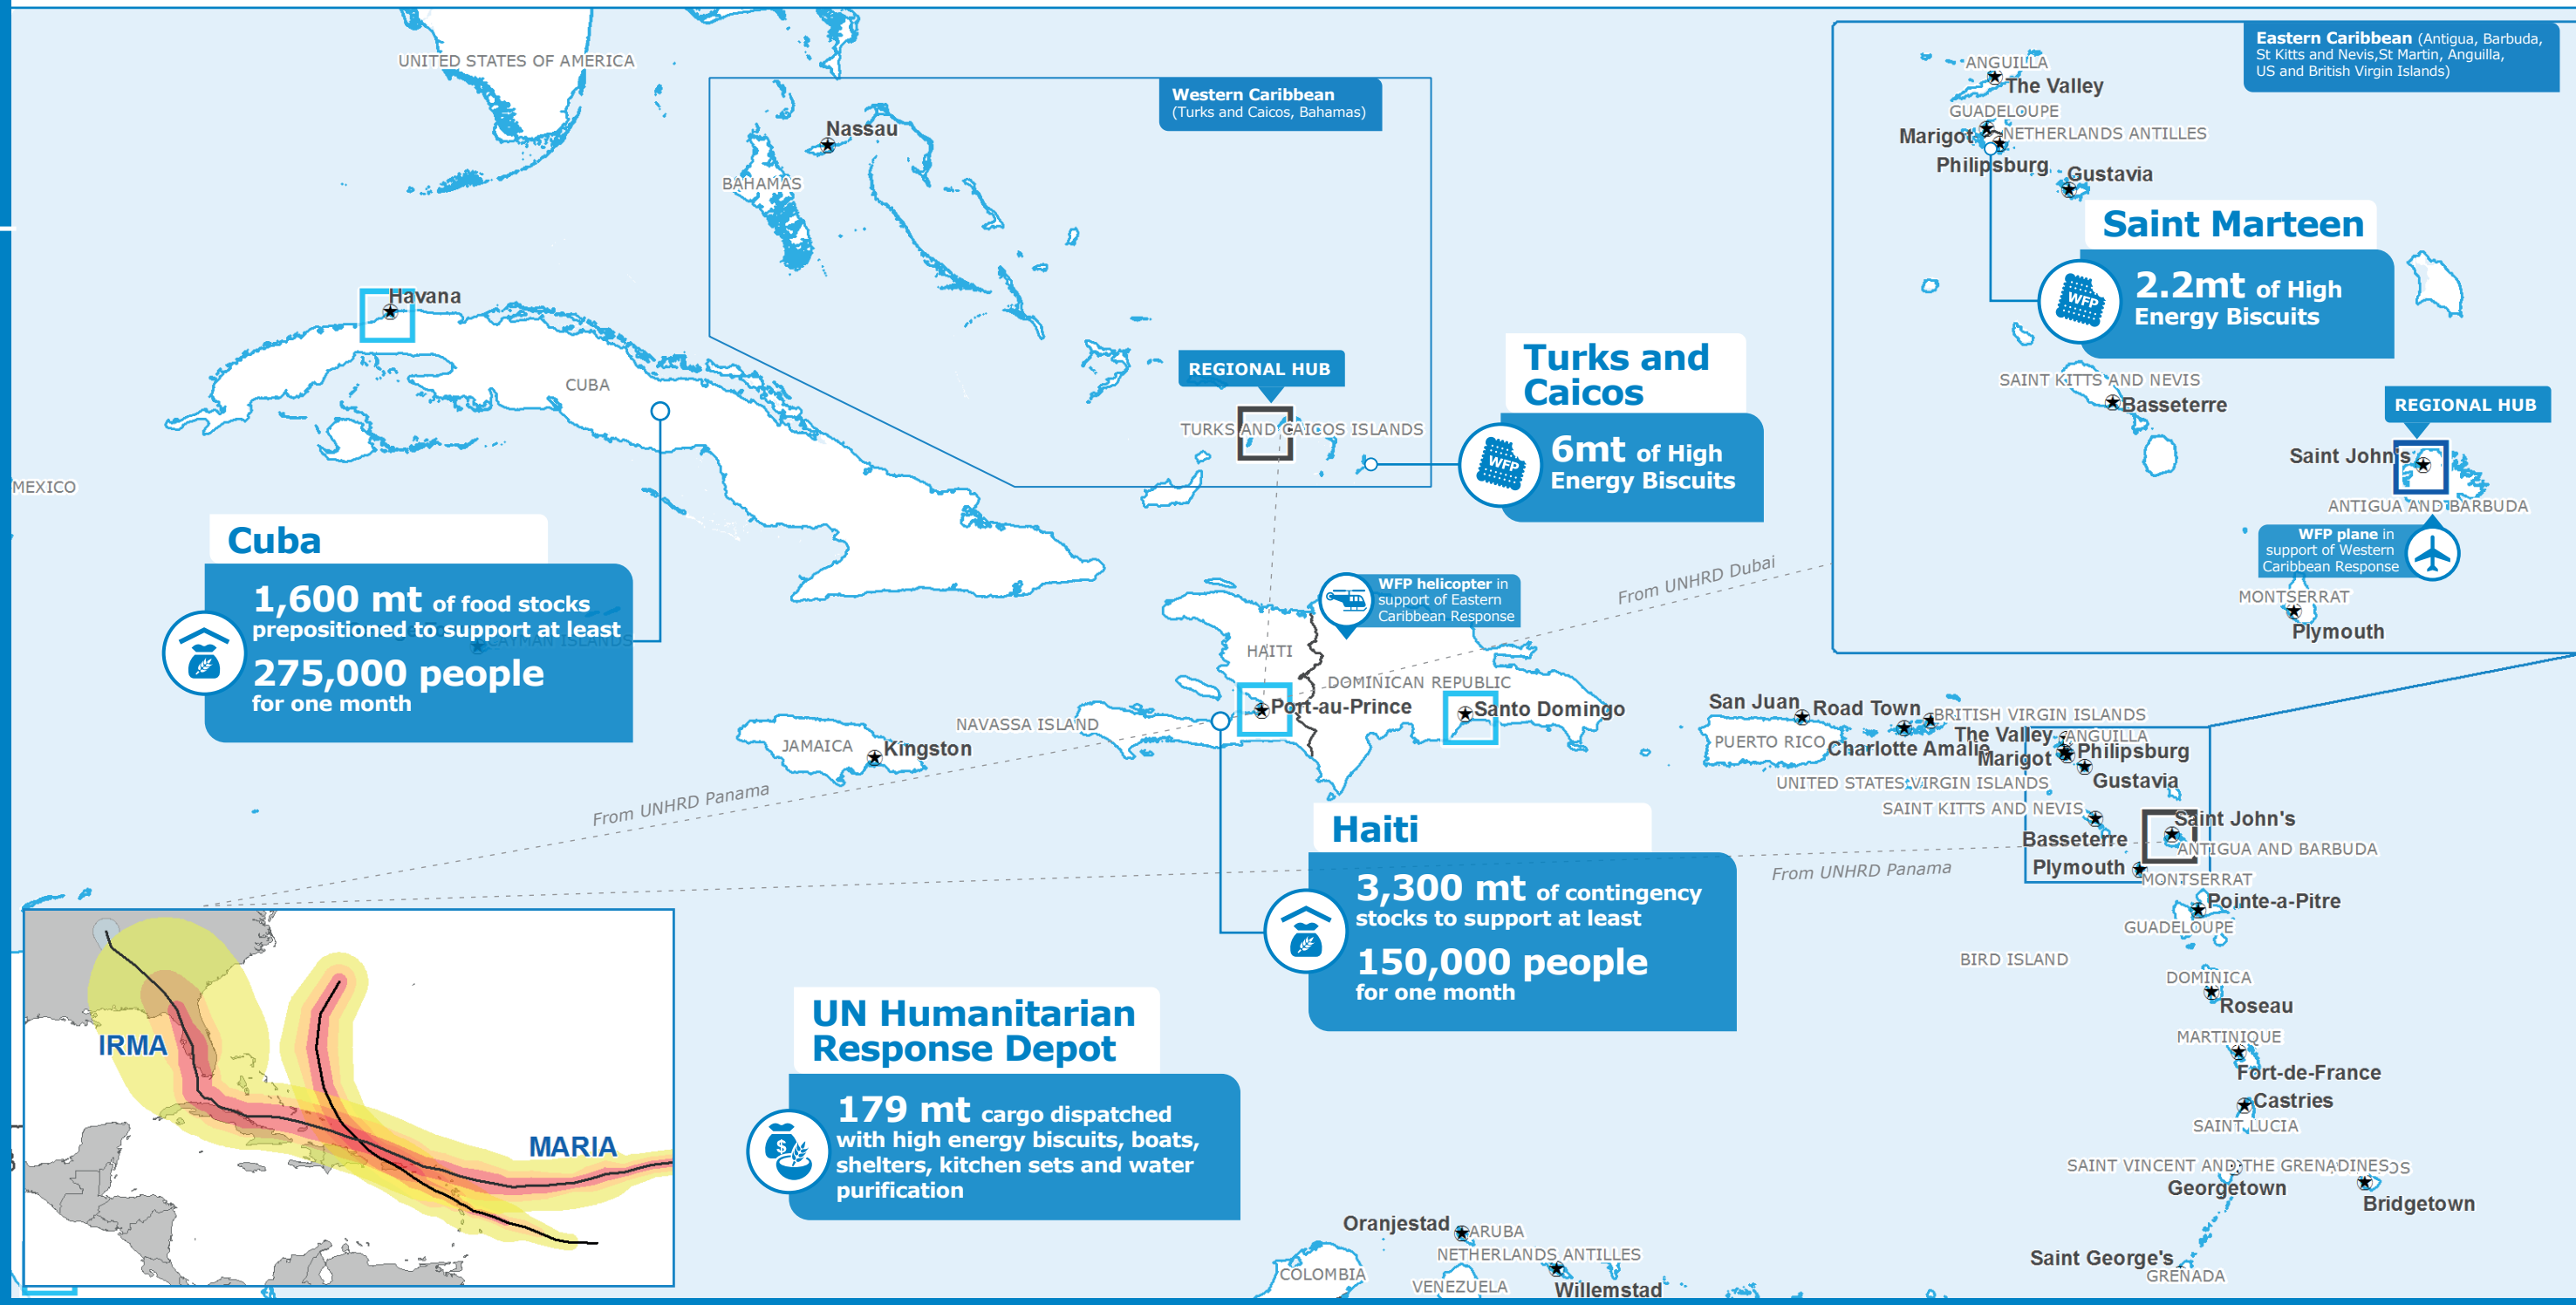 UNITED STATES OF AMERICA
Western Caribbean
(Turks and Caicos, Bahamas)
Nassau
BAHAMAS
Eastern Caribbean (Antigua, Barbuda,
St Kitts and Nevis,St Martin, Anguilla,
US and British Virgin Islands)
ANGUILLA
The Valley
GUADELOUPE
Marigot
NETHERLANDS ANTILLES
Philipsburg
Gustavia
Saint Marteen
2.2mt of High
Energy Biscuits
WFP
SAINT KITTS AND NEVIS
Basseterre
REGIONAL HUB
Saint John's
ANTIGUA AND BARBUDA
WFP plane in
support of Western
Caribbean Response
MONTSERRAT
Plymouth
Havana
CUBA
MEXICO
REGIONAL HUB
TURKS AND CAICOS ISLANDS
Turks and
Caicos
WFP
6mt of High
Energy Biscuits
Cuba
1,600 mt of food stocks
prepositioned to support at least
275,000 people
for one month
CAYMAN ISLANDS
WFP helicopter in
support of Eastern
Caribbean Response
From UNHRD Dubai
HAITI
DOMINICAN REPUBLIC
Port-au-Prince
Santo Domingo
NAVASSA ISLAND
JAMAICA
Kingston
From UNHRD Panama
San Juan
Road Town
BRITISH VIRGIN ISLANDS
PUERTO RICO
Charlotte Amalie
The Valley
ANGUILLA
Marigot
Philipsburg
Gustavia
UNITED STATES VIRGIN ISLANDS
SAINT KITTS AND NEVIS
Basseterre
Saint John's
ANTIGUA AND BARBUDA
From UNHRD Panama
Plymouth
MONTSERRAT
Pointe-a-Pitre
GUADELOUPE
Haiti
3,300 mt of contingency
stocks to support at least
150,000 people
for one month
BIRD ISLAND
DOMINICA
Roseau
MARTINIQUE
Fort-de-France
Castries
SAINT LUCIA
SAINT VINCENT AND THE GRENADINES
Georgetown
Bridgetown
Saint George's
GRENADA
IRMA
MARIA
UN Humanitarian
Response Depot
179 mt cargo dispatched
with high energy biscuits, boats,
shelters, kitchen sets and water
purification
Oranjestad
ARUBA
NETHERLANDS ANTILLES
COLOMBIA
VENEZUELA
Willemstad